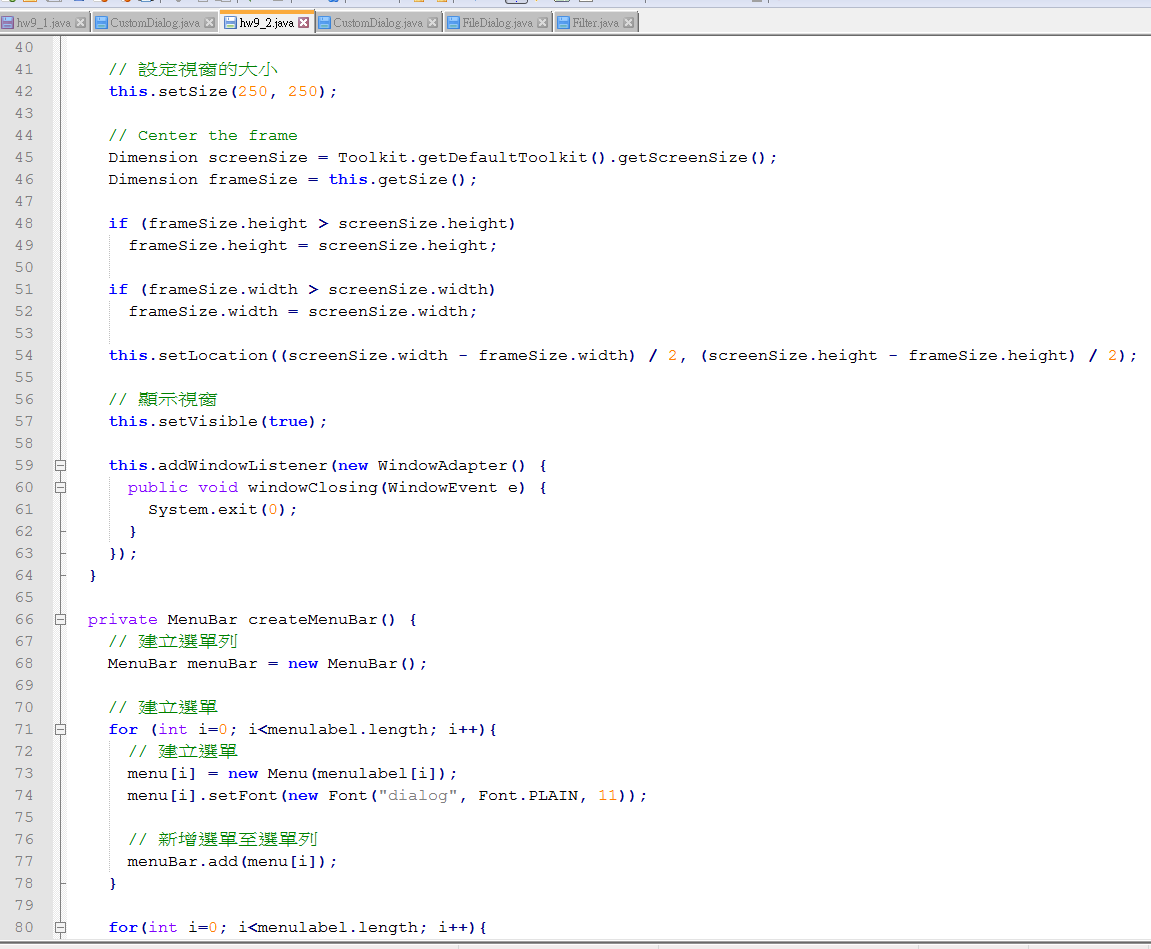 hw9_1.java CustomDialog.java hw9_2.java CustomDialog.java FileDialog.java Filter.java
40
41 // 設定視窗的大小
42 this.setSize(250, 250);
43
44 // Center the frame
45 Dimension screenSize = Toolkit.getDefaultToolkit().getScreenSize();
46 Dimension frameSize = this.getSize();
47
48 if (frameSize.height > screenSize.height)
49 frameSize.height = screenSize.height;
50
51 if (frameSize.width > screenSize.width)
52 frameSize.width = screenSize.width;
53
54 this.setLocation((screenSize.width - frameSize.width) / 2, (screenSize.height - frameSize.height) / 2);
55
56 // 顯示視窗
57 this.setVisible(true);
58
59 this.addWindowListener(new WindowAdapter() {
60 public void windowClosing(WindowEvent e) {
61 System.exit(0);
62 }
63 });
64 }
65
66 private MenuBar createMenuBar() {
67 // 建立選單列
68 MenuBar menuBar = new MenuBar();
69
70 // 建立選單
71 for (int i=0; i<menulabel.length; i++){
72 // 建立選單
73 menu[i] = new Menu(menulabel[i]);
74 menu[i].setFont(new Font("dialog", Font.PLAIN, 11));
75
76 // 新增選單至選單列
77 menuBar.add(menu[i]);
78 }
79
80 for(int i=0; i<menulabel.length; i++){